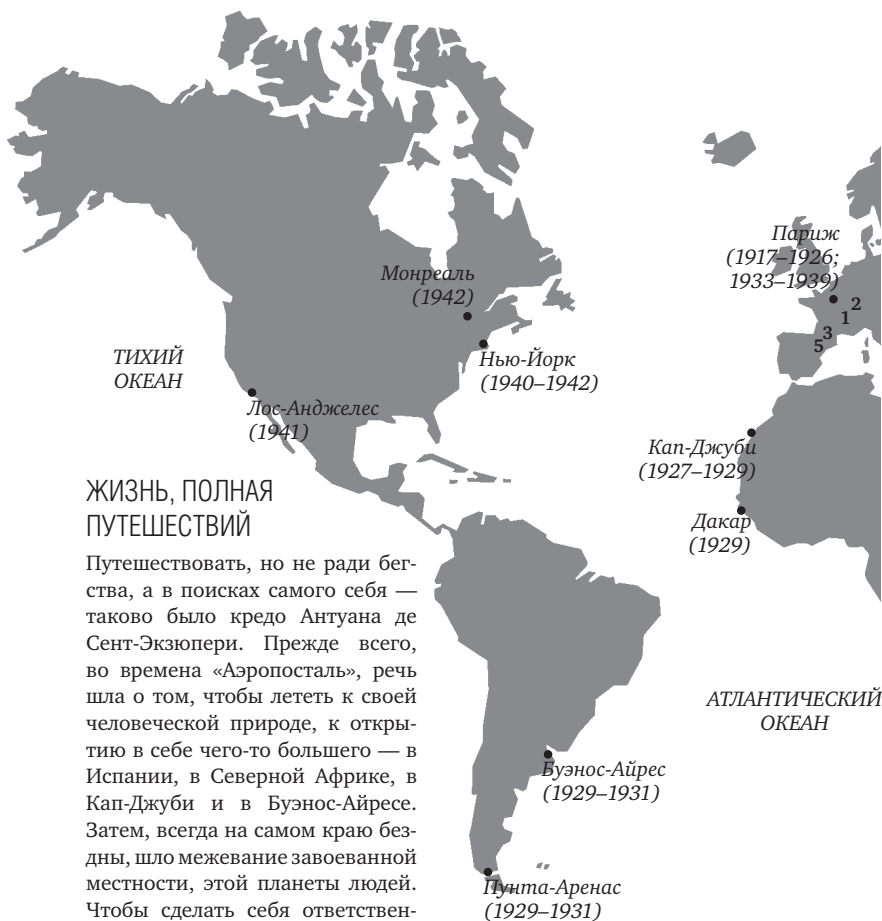 Париж
(1917–1926;
1933–1939)
2
1
3
5
Монреаль
(1942)
Нью-Йорк
(1940–1942)
ТИХИЙ
ОКЕАН
Лос-Анджелес
(1941)
Кап-Джуби
(1927–1929)
Дакар
(1929)
ЖИЗНЬ, ПОЛНАЯ
ПУТЕШЕСТВИЙ
Путешествовать, но не ради бег-
ства, а в поисках самого себя —
таково было кредо Антуана де
Сент-Экзюпери. Прежде всего,
во времена «Аэропосталь», речь
шла о том, чтобы лететь к своей
человеческой природе, к откры-
тию в себе чего-то большего — в
Испании, в Северной Африке, в
Кап-Джуби и в Буэнос-Айресе.
Затем, всегда на самом краю без-
дны, шло межевание завоеванной
местности, этой планеты людей.
Чтобы сделать себя ответствен-
АТЛАНТИЧЕСКИЙ
ОКЕАН
Буэнос-Айрес
(1929–1931)
Пунта-Аренас
(1929–1931)